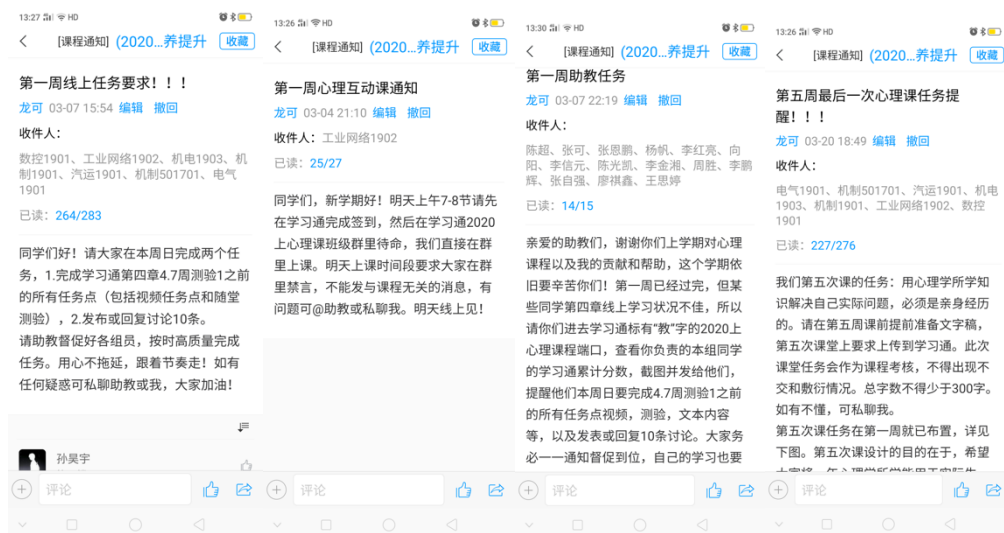 13:27 HD
[课程通知] (2020...养提升 收藏
第一周线上任务要求！！！
龙可 03-07 15:54 编辑 撤回
收件人：
数控1901、工业网络1902、机电1903、机
制1901、汽运1901、机制501701、电气
1901
已读：264/283
同学们好！请大家在本周日完成两个任
务，1.完成学习通第四章4.7周测验1之前
的所有任务点（包括视频任务点和随堂
测验），2.发布或回复讨论10条。
请助教督促好各组员，按时高质量完成
任务。用心不拖延，跟着节奏走！如有
任何疑惑可私聊助教或我，大家加油！
孙昊宇
评论
13:26 HD
[课程通知] (2020...养提升 收藏
第一周心理互动课通知
龙可 03-04 21:10 编辑 撤回
收件人：工业网络1902
已读：25/27
同学们，新学期好！明天上午7-8节请先
在学习通完成签到，然后在学习通2020
上心理课班级群里待命，我们直接在群
里上课。明天上课时间段要求大家在群
里禁言，不能发与课程无关的消息，有
问题可@助教或私聊我。明天线上见！
评论
13:30 HD
[课程通知] (2020...养提升 收藏
第一周助教任务
龙可 03-07 22:19 编辑 撤回
收件人：
陈超、张可、张恩鹏、杨帆、李红亮、向
阳、李信元、陈光凯、李金湘、周胜、李鹏
辉、张自强、廖祺鑫、王思婷
已读：14/15
亲爱的助教们，谢谢你们上学期对心理
课程以及我的贡献和帮助，这个学期依
旧要辛苦你们！第一周已经过完，但某
些同学第四章线上学习状况不佳，所以
请你们进去学习通标有“教”字的2020上
心理课程端口，查看你负责的本组同学
的学习通累计分数，截图并发给他们，
提醒他们本周日要完成4.7周测验1之前
的所有任务点视频，测验，文本内容
等，以及发表或回复10条讨论。大家务
必一一通知督促到位，自己的学习也要
评论
13:26 HD
[课程通知] (2020...养提升 收藏
第五周最后一次心理课任务提
醒！！！
龙可 03-20 18:49 编辑 撤回
收件人：
电气1901、机制501701、汽运1901、机电
1903、机制1901、工业网络1902、数控
1901
已读：227/276
我们第五次课的任务：用心理学所学知
识解决自己实际问题，必须是亲身经历
的。请在第五周课前提前准备文字稿，
第五次课堂上要求上传到学习通。此次
课堂任务会作为课程考核，不得出现不
交和敷衍情况。总字数不得少于300字。
如有不懂，可私聊我。
第五次课任务在第一周就已布置，详见
下图。第五次课设计的目的在于，希望
评论